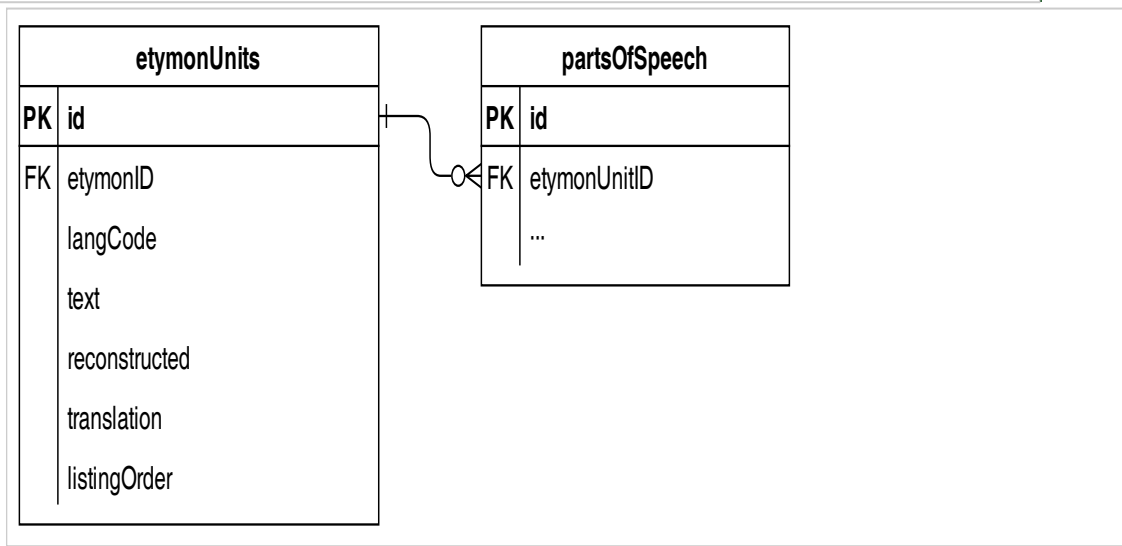 etymonUnits
PK id
FK etymonID
langCode
text
reconstructed
translation
listingOrder
partsOfSpeech
PK id
FK etymonUnitID
...